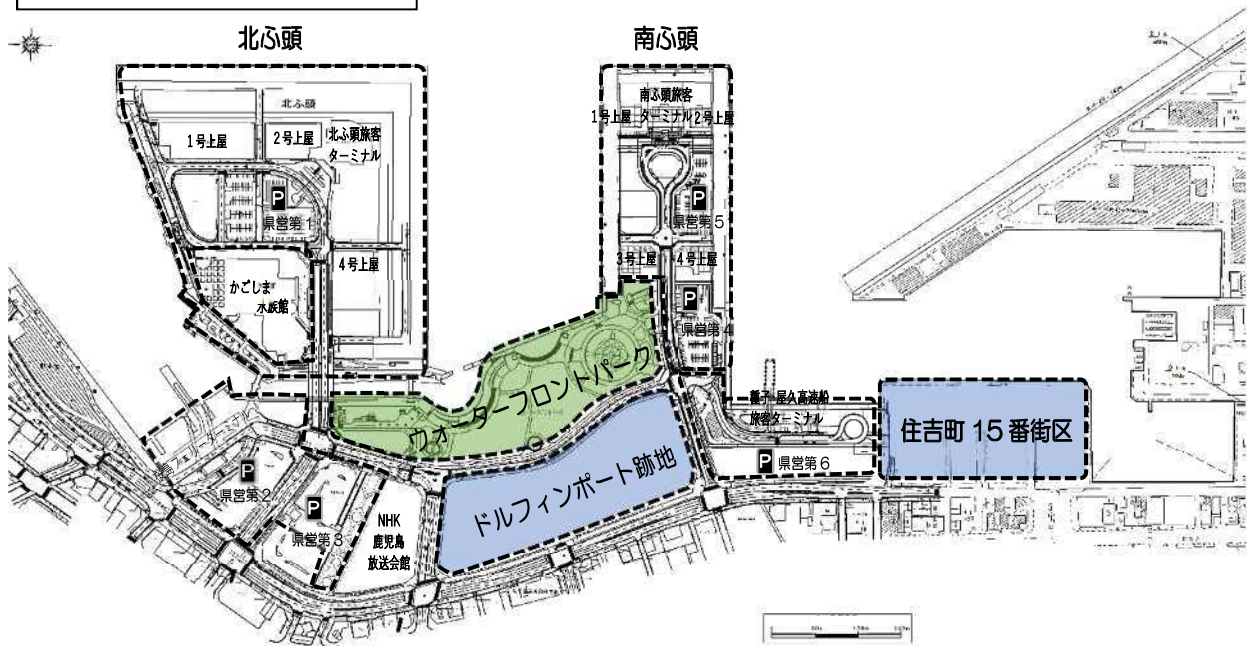 北ふ頭
南ふ頭
北ふ頭
1号上屋
2号上屋
北ふ頭旅客
ターミナル
P
県営第1
4号上屋
かごしま
水族館
南ふ頭旅客
ターミナル
1号上屋
2号上屋
P
県営第5
3号上屋
4号上屋
P
県営第4
ウォーターフロントパーク
種子・屋久高速船
旅客ターミナル
P 県営第6
住吉町15番街区
ドルフィンポート跡地
P
県営第2
P
県営第3
NHK
鹿児島
放送会館